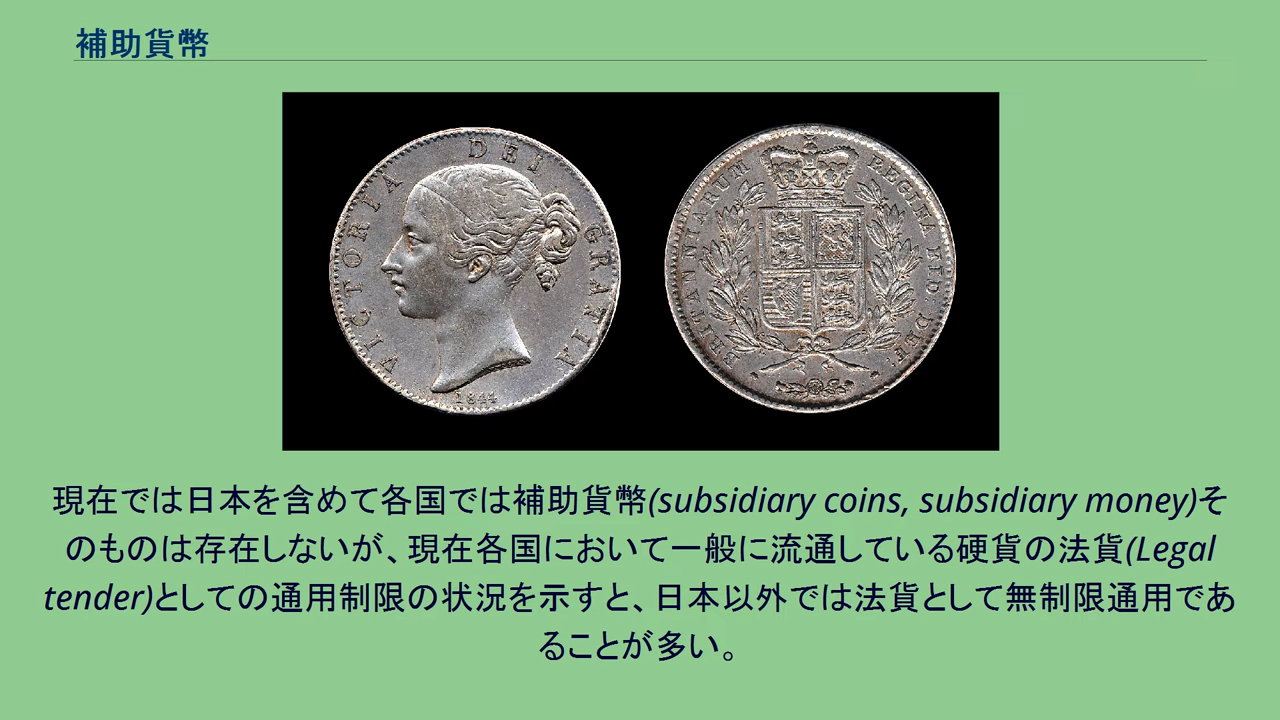 補助貨幣
VICTORIA DEI GRATIA
1844
BRITANNIARUM REGINA FID: DEF:
現在では日本を含めて各国では補助貨幣(subsidiary coins, subsidiary money)そ
のものは存在しないが、現在各国において一般に流通している硬貨の法貨(Legal
tender)としての通用制限の状況を示すと、日本以外では法貨として無制限通用であ
ることが多い。